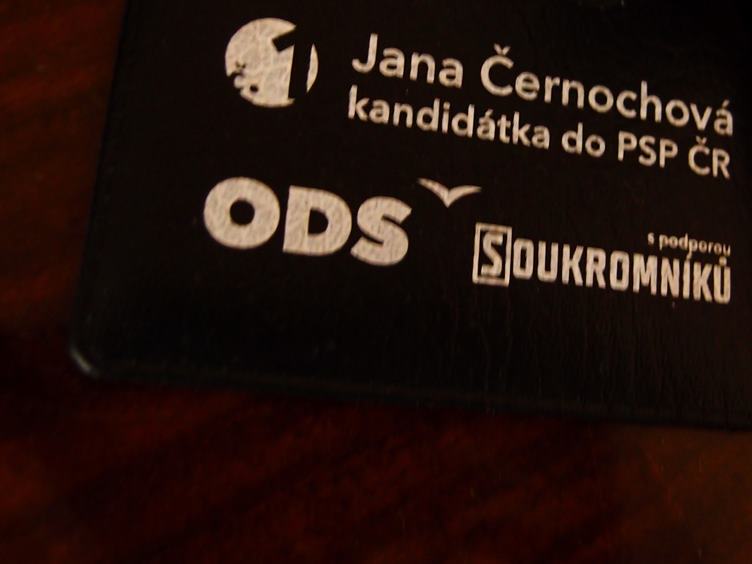 1
Jana Černochová
kandidátka do PSP ČR
ODS
s podporou
SOUKROMNÍKŮ